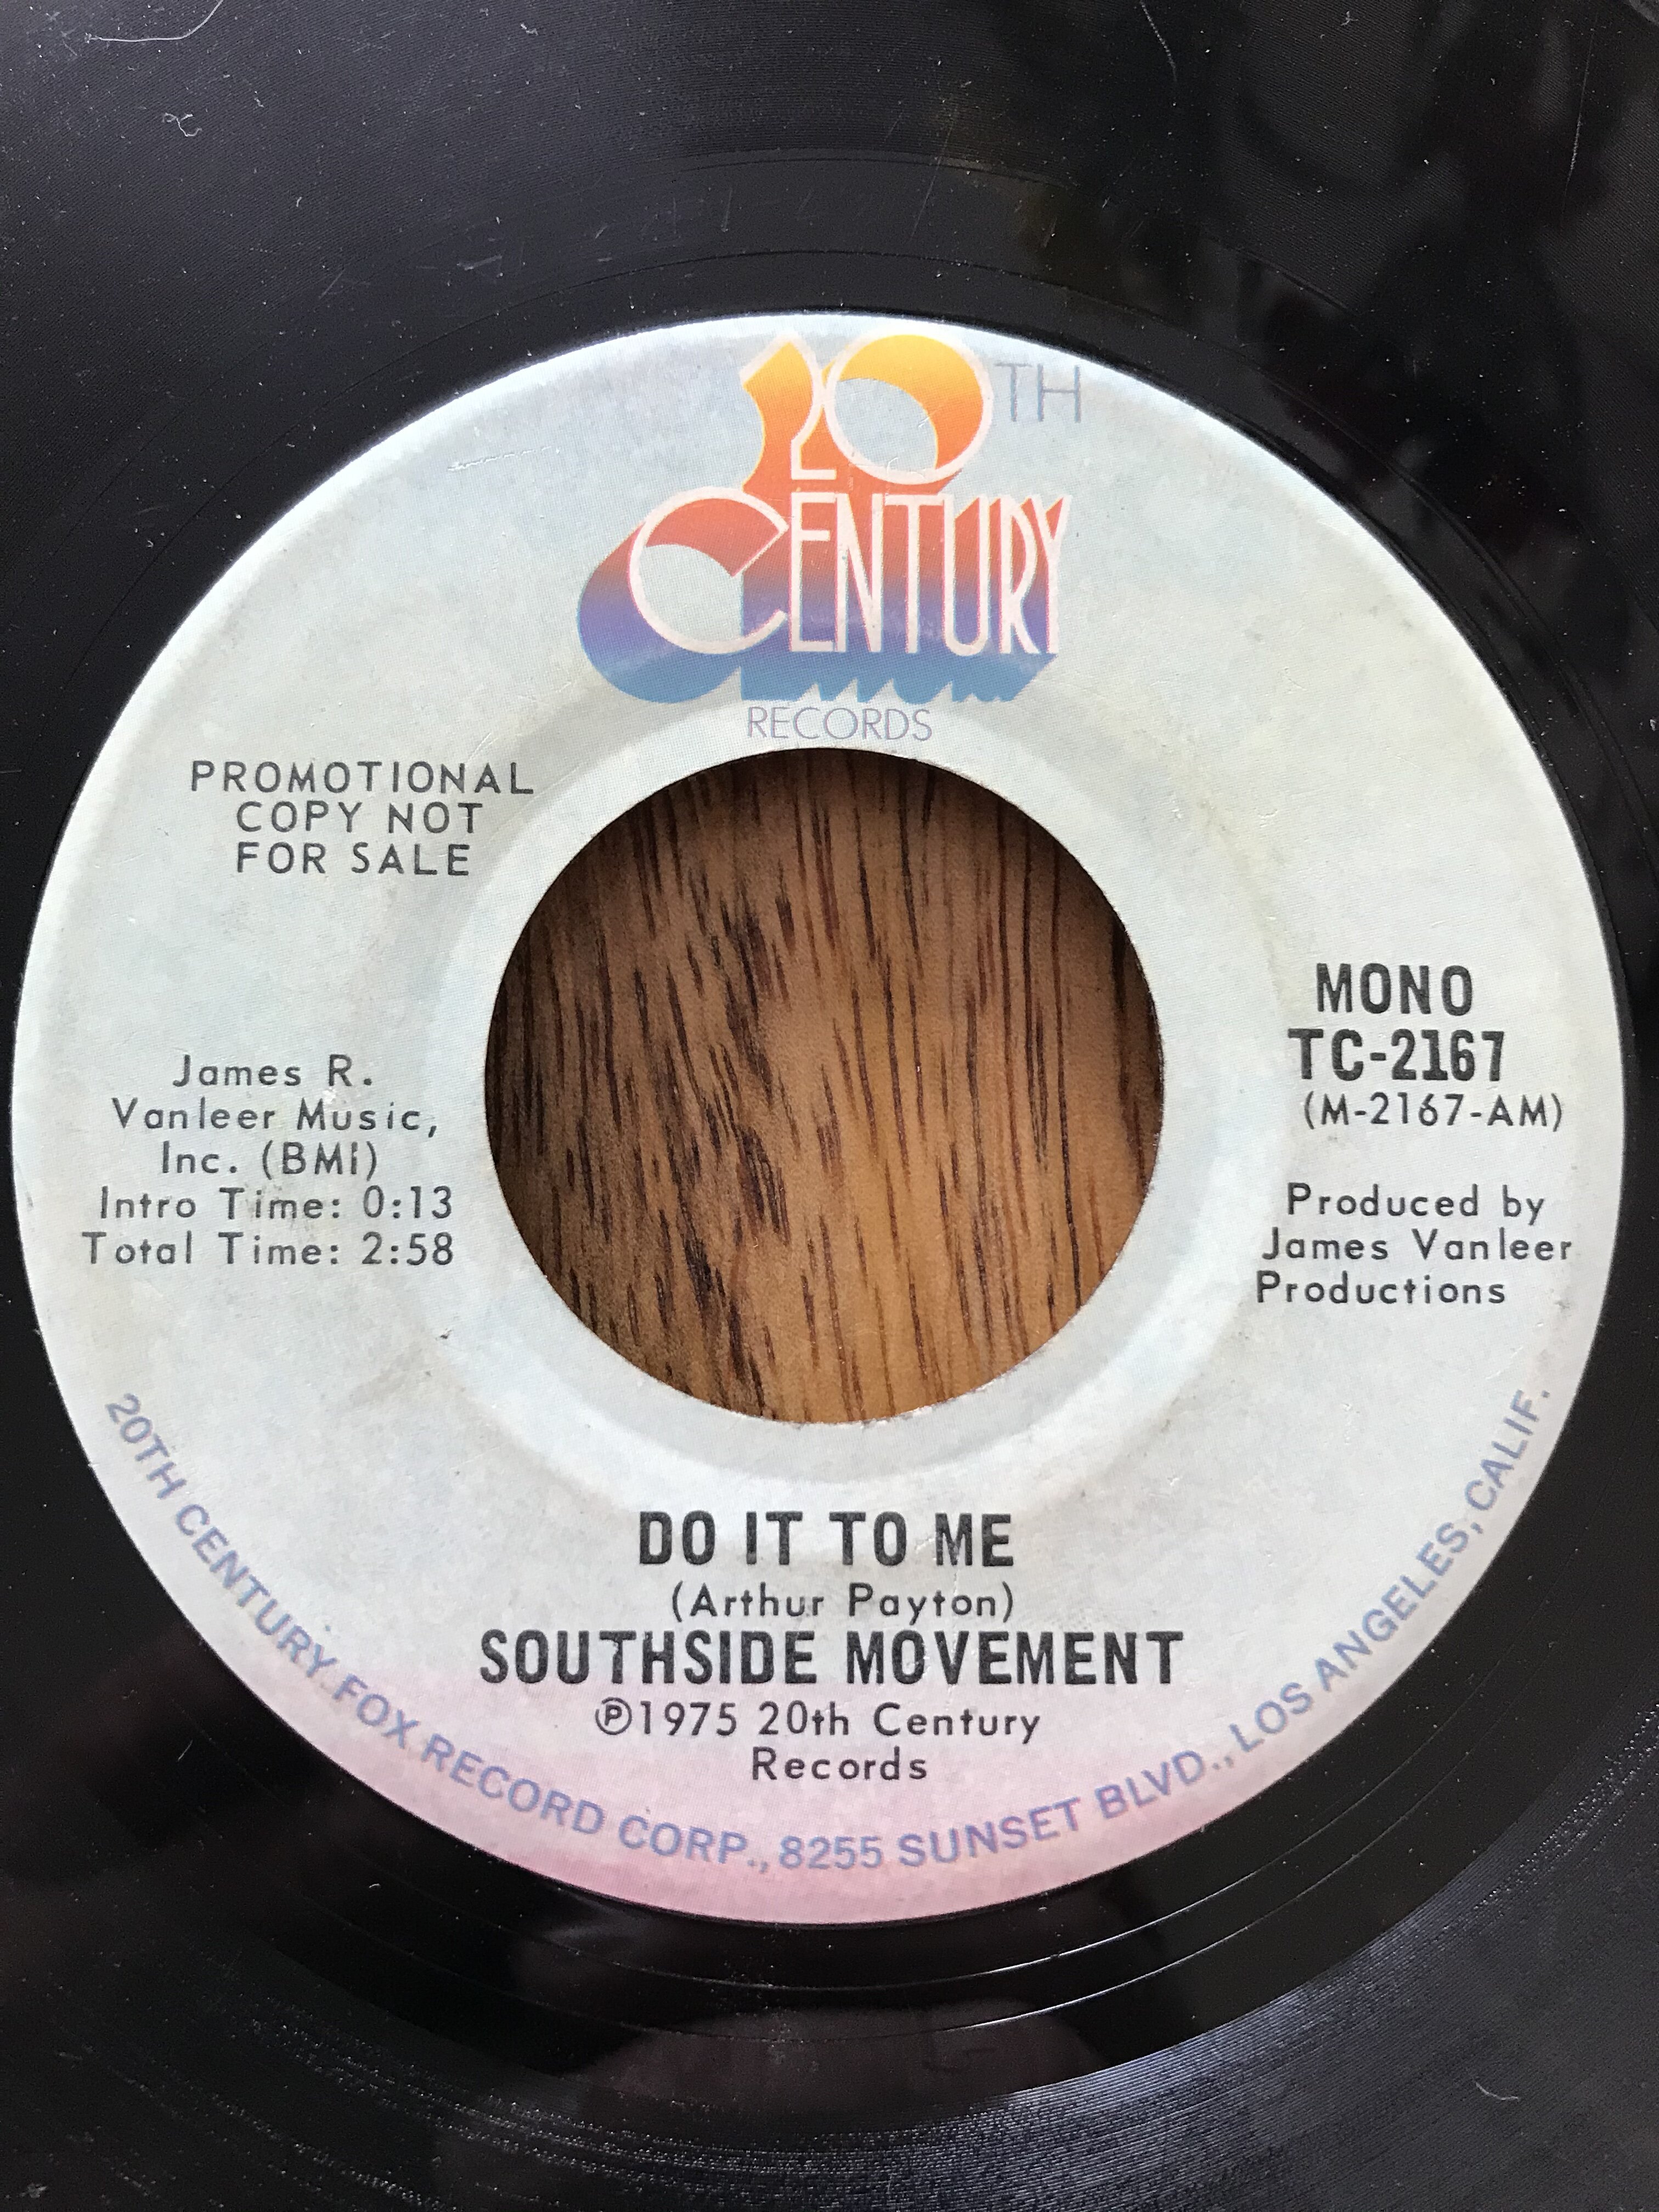 20TH
CENTURY
RECORDS
PROMOTIONAL
COPY NOT
FOR SALE
MONO
TC-2167
(M-2167-AM)
James R.
Vanleer Music,
Inc. (BMI)
Intro Time: 0:13
Total Time: 2:58
Produced by
James Vanleer
Productions
DO IT TO ME
(Arthur Payton)
SOUTHSIDE MOVEMENT
℗1975 20th Century
Records
20TH CENTURY FOX RECORD CORP., 8255 SUNSET BLVD., LOS ANGELES, CALIF.